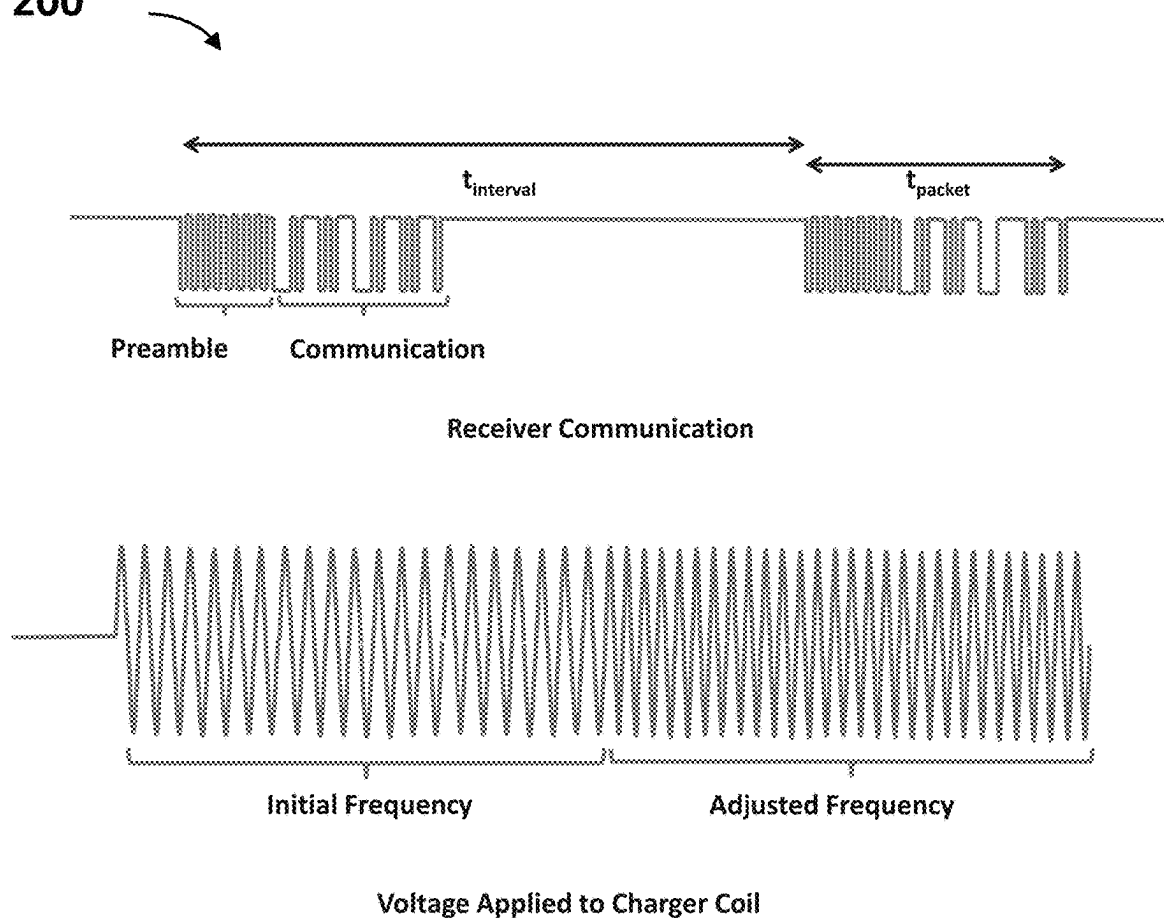 200
tinterval
tpacket
Preamble Communication
Receiver Communication
Initial Frequency Adjusted Frequency
Voltage Applied to Charger Coil